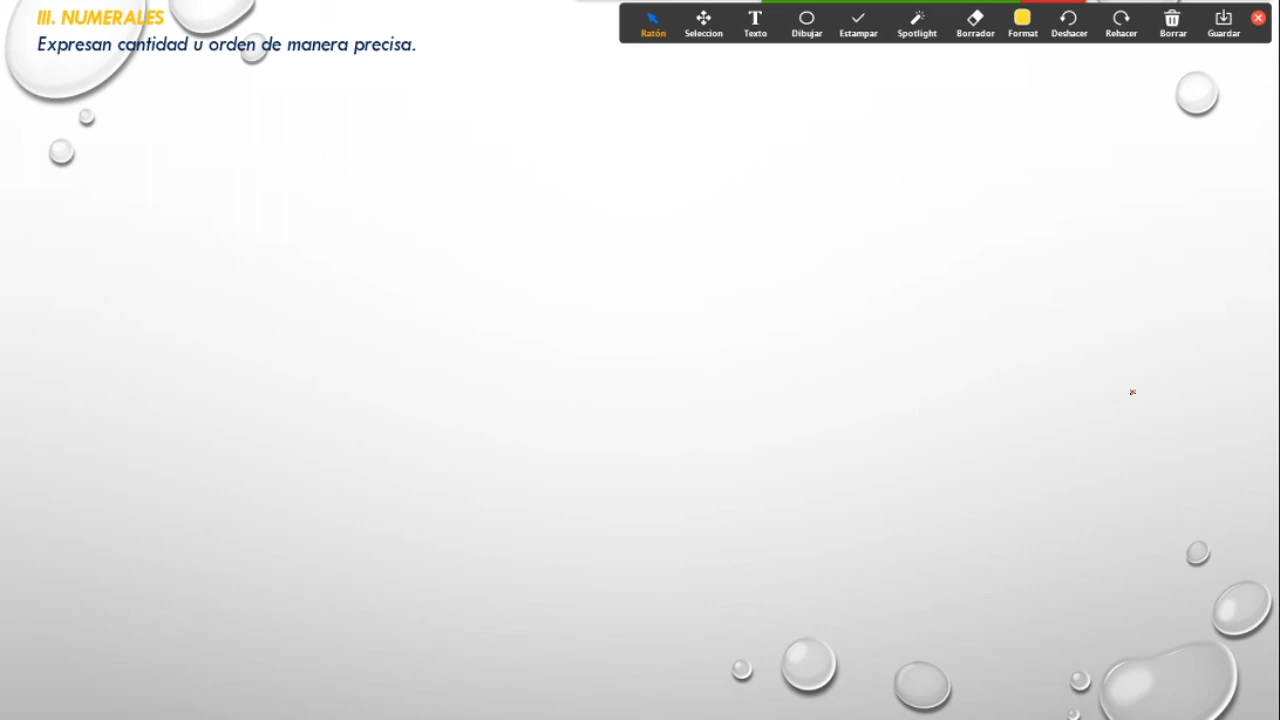 III. NUMERALES
Expresan cantidad u orden de manera precisa.
Ratón
Seleccion
Texto
Dibujar
Estampar
Spotlight
Borrador
Format
Deshacer
Rehacer
Borrar
Guardar